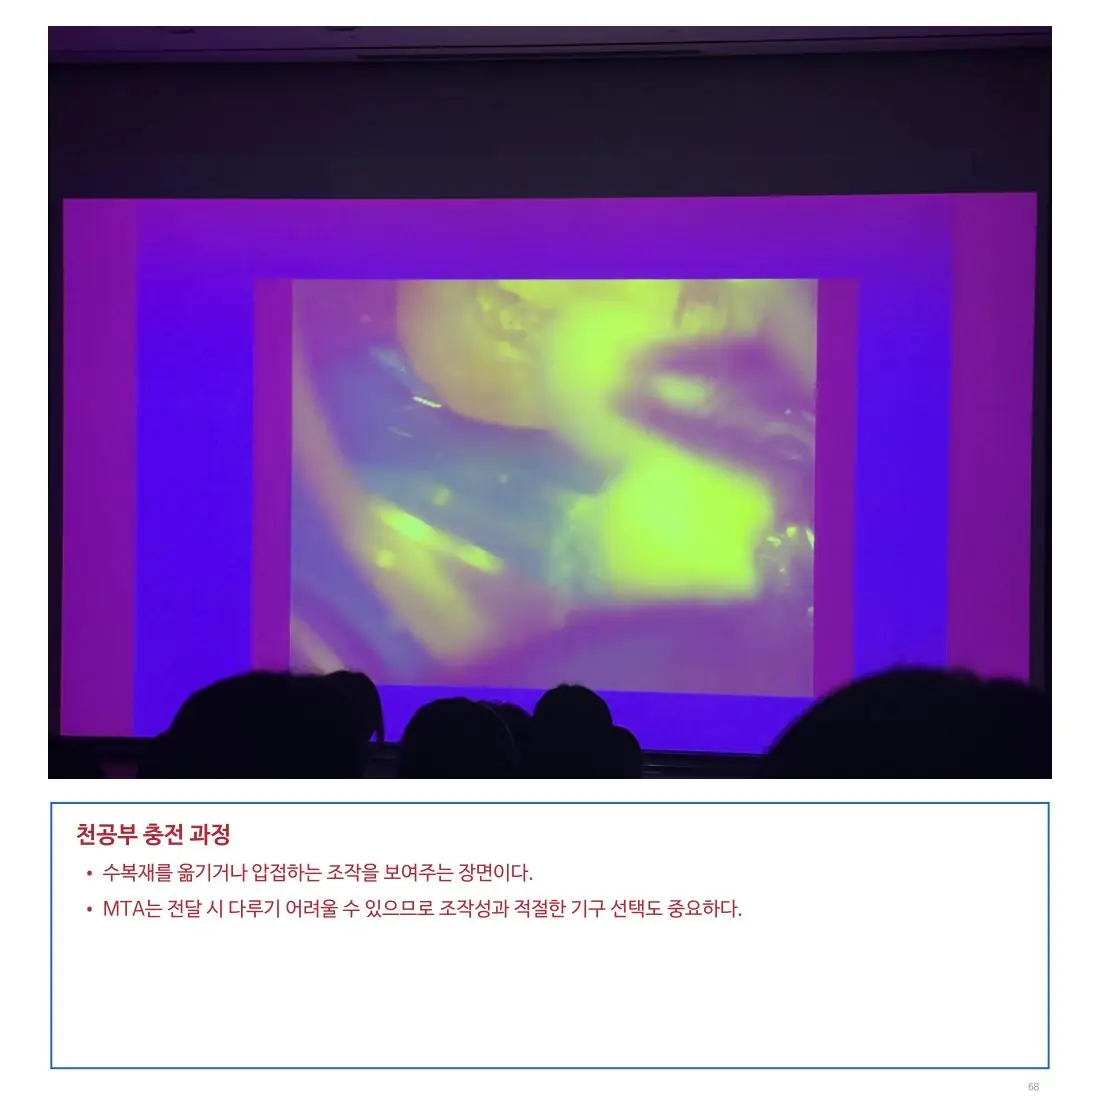 천공부 충전 과정
• 수복재를 옮기거나 압접하는 조작을 보여주는 장면이다.
• MTA는 전달 시 다루기 어려울 수 있으므로 조작성과 적절한 기구 선택도 중요하다.
68